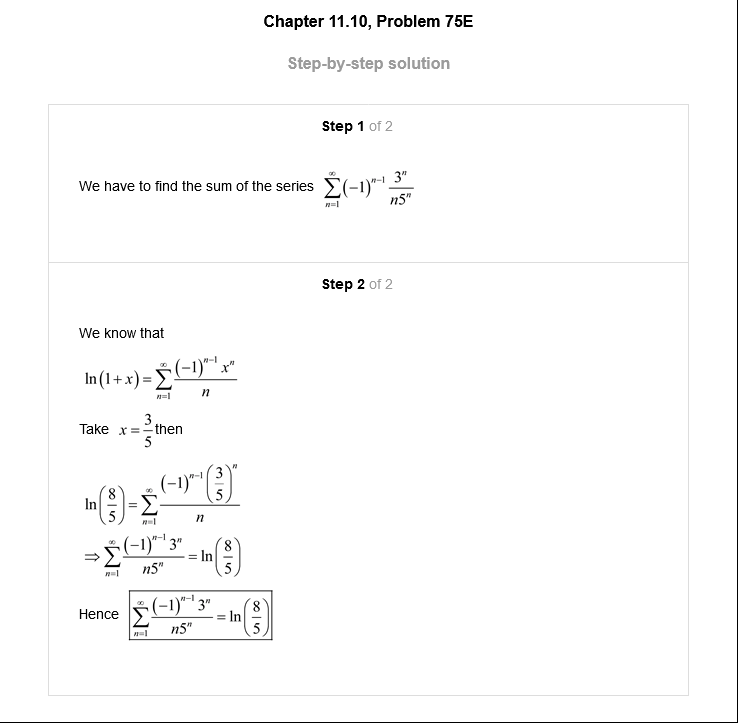 Chapter 11.10, Problem 75E
Step-by-step solution
Step 1 of 2
We have to find the sum of the series $\sum_{n=1}^{\infty}(-1)^{n-1}\frac{3^n}{n5^n}$
Step 2 of 2
We know that
$\ln(1+x)=\sum_{n=1}^{\infty}\frac{(-1)^{n-1}x^n}{n}$
Take $x=\frac{3}{5}$ then
$\ln\left(\frac{8}{5}\right)=\sum_{n=1}^{\infty}\frac{(-1)^{n-1}\left(\frac{3}{5}\right)^n}{n}$
$\Rightarrow\sum_{n=1}^{\infty}\frac{(-1)^{n-1}3^n}{n5^n}=\ln\left(\frac{8}{5}\right)$
Hence $\sum_{n=1}^{\infty}\frac{(-1)^{n-1}3^n}{n5^n}=\ln\left(\frac{8}{5}\right)$